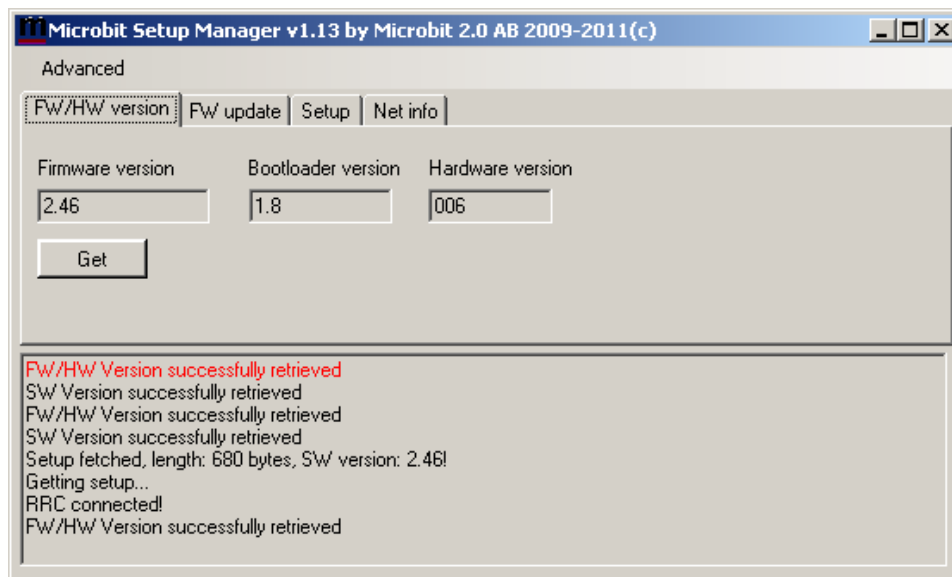 Microbit Setup Manager v1.13 by Microbit 2.0 AB 2009-2011(c)
Advanced
FW/HW version FW update Setup Net info
Firmware version Bootloader version Hardware version
2.46 1.8 006
Get
FW/HW Version successfully retrieved
SW Version successfully retrieved
FW/HW Version successfully retrieved
SW Version successfully retrieved
Setup fetched, length: 680 bytes, SW version: 2.46!
Getting setup...
RRC connected!
FW/HW Version successfully retrieved